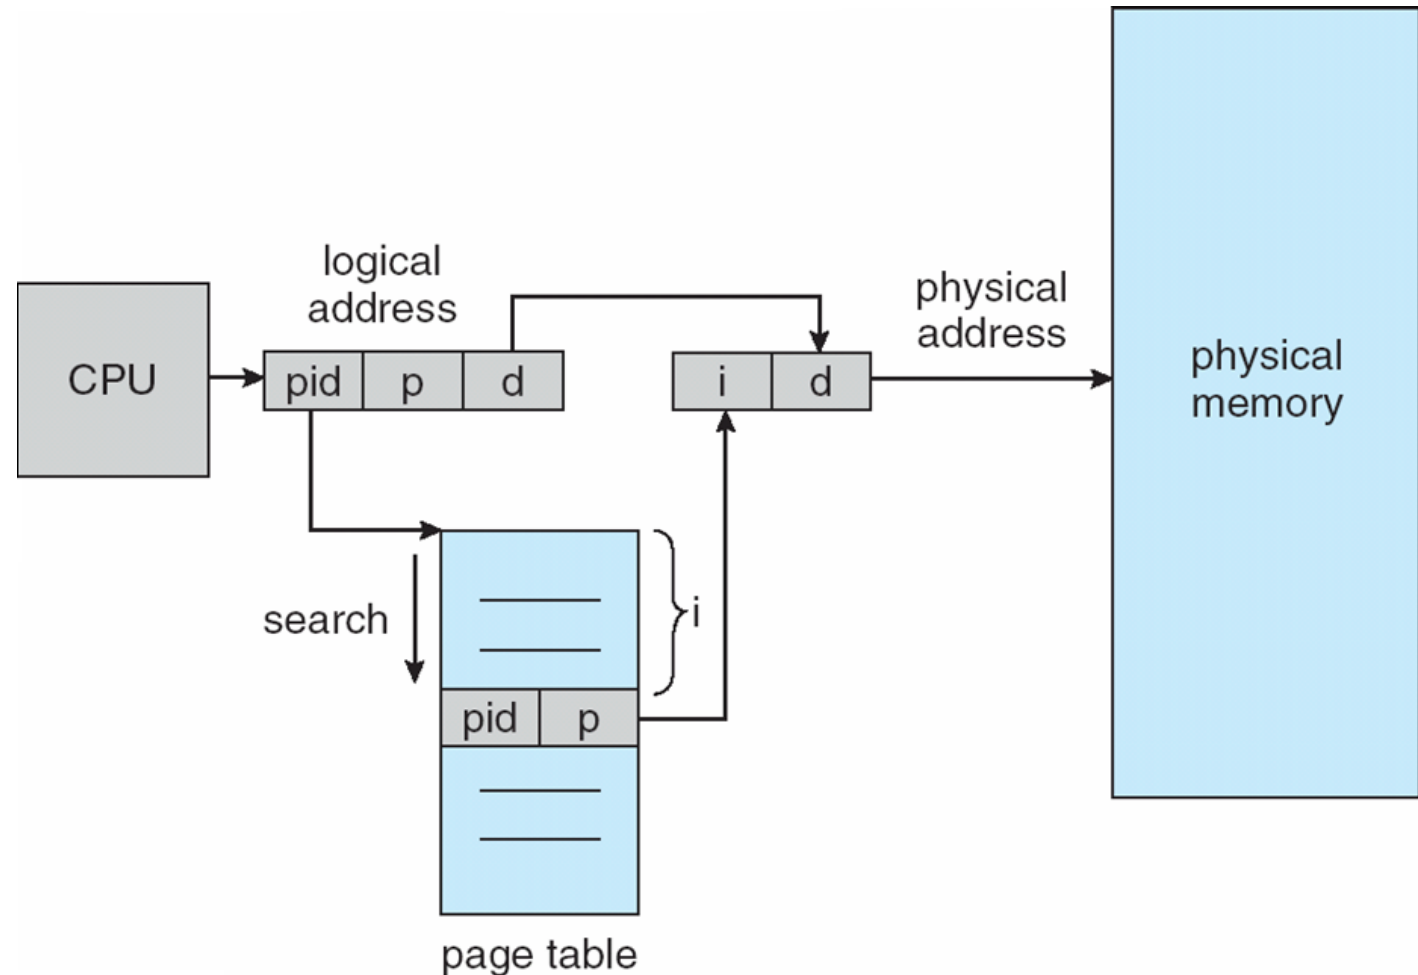 logical
address
physical
address
CPU
pid
p
d
i
d
physical
memory
search
i
pid
p
page table